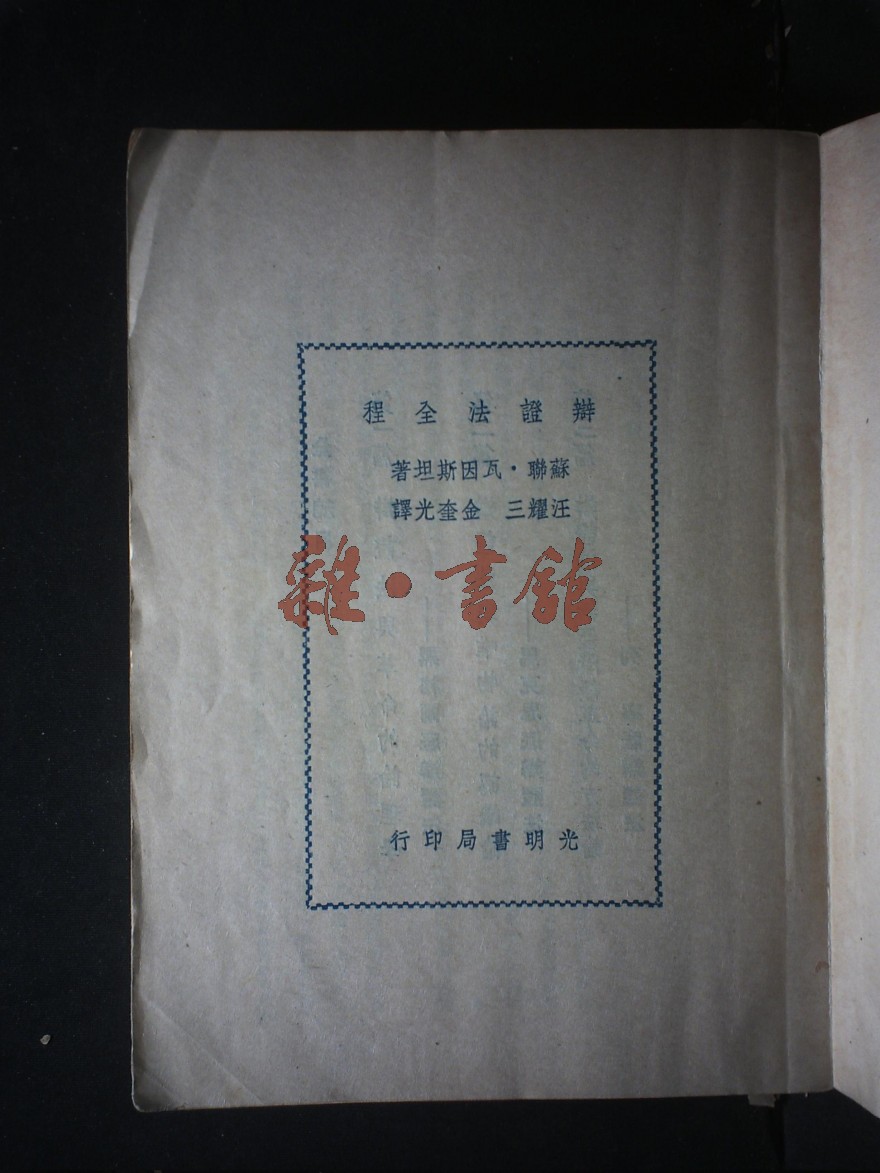 辯證法全程
蘇聯・瓦因斯坦著
汪耀三 金奎光譯
雜・書館
光明書局印行